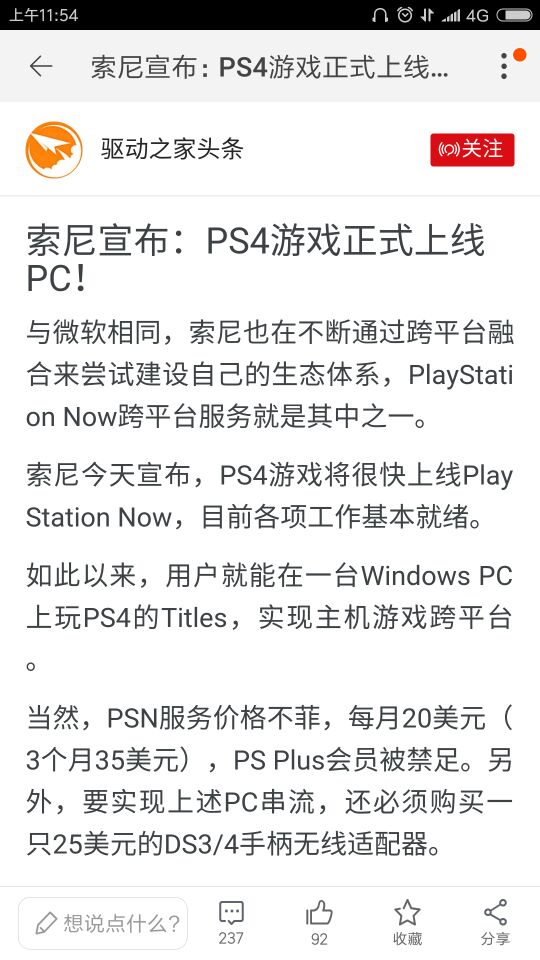 上午11:54
4G
索尼宣布：PS4游戏正式上线...
驱动之家头条
关注
索尼宣布：PS4游戏正式上线
PC！
与微软相同，索尼也在不断通过跨平台融
合来尝试建设自己的生态体系，PlayStati
on Now跨平台服务就是其中之一。
索尼今天宣布，PS4游戏将很快上线Play
Station Now，目前各项工作基本就绪。
如此以来，用户就能在一台Windows PC
上玩PS4的Titles，实现主机游戏跨平台
。
当然，PSN服务价格不菲，每月20美元（
3个月35美元），PS Plus会员被禁足。另
外，要实现上述PC串流，还必须购买一
只25美元的DS3/4手柄无线适配器。
想说点什么?
237
92
收藏
分享